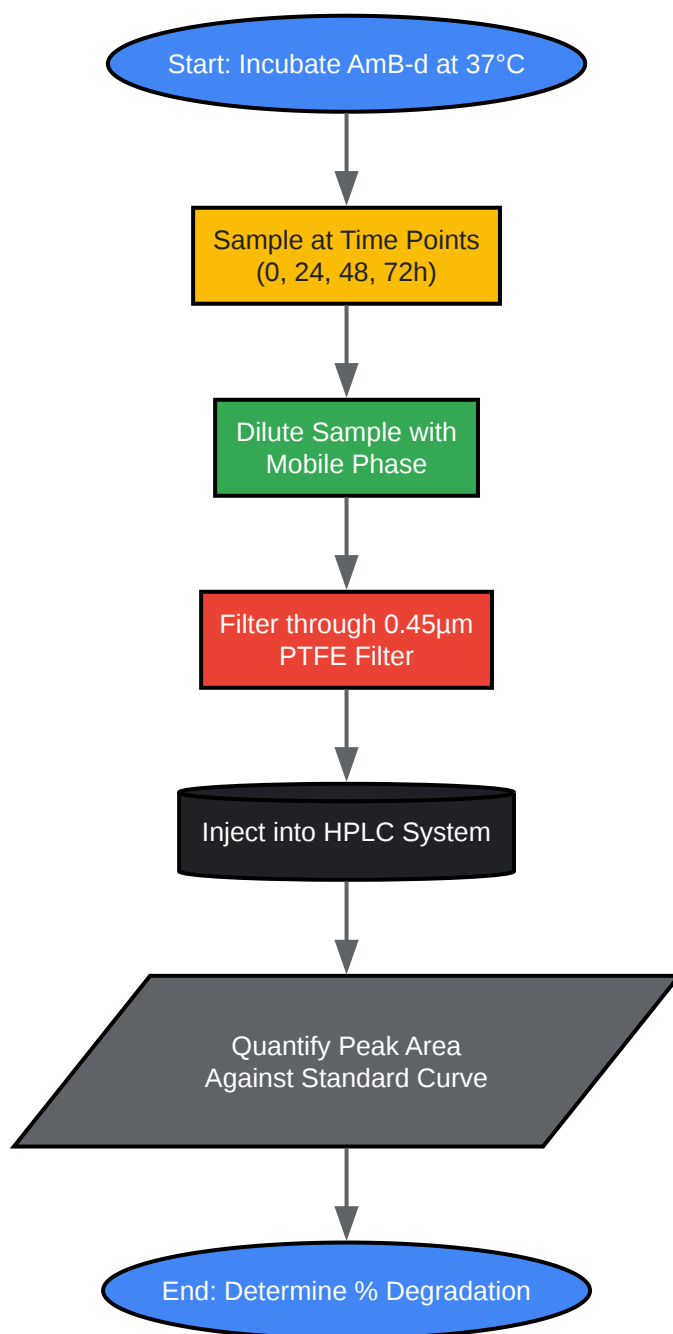 Start: Incubate AmB-d at 37°C
Sample at Time Points
(0, 24, 48, 72h)
Dilute Sample with
Mobile Phase
Filter through 0.45µm
PTFE Filter
Inject into HPLC System
Quantify Peak Area
Against Standard Curve
End: Determine % Degradation